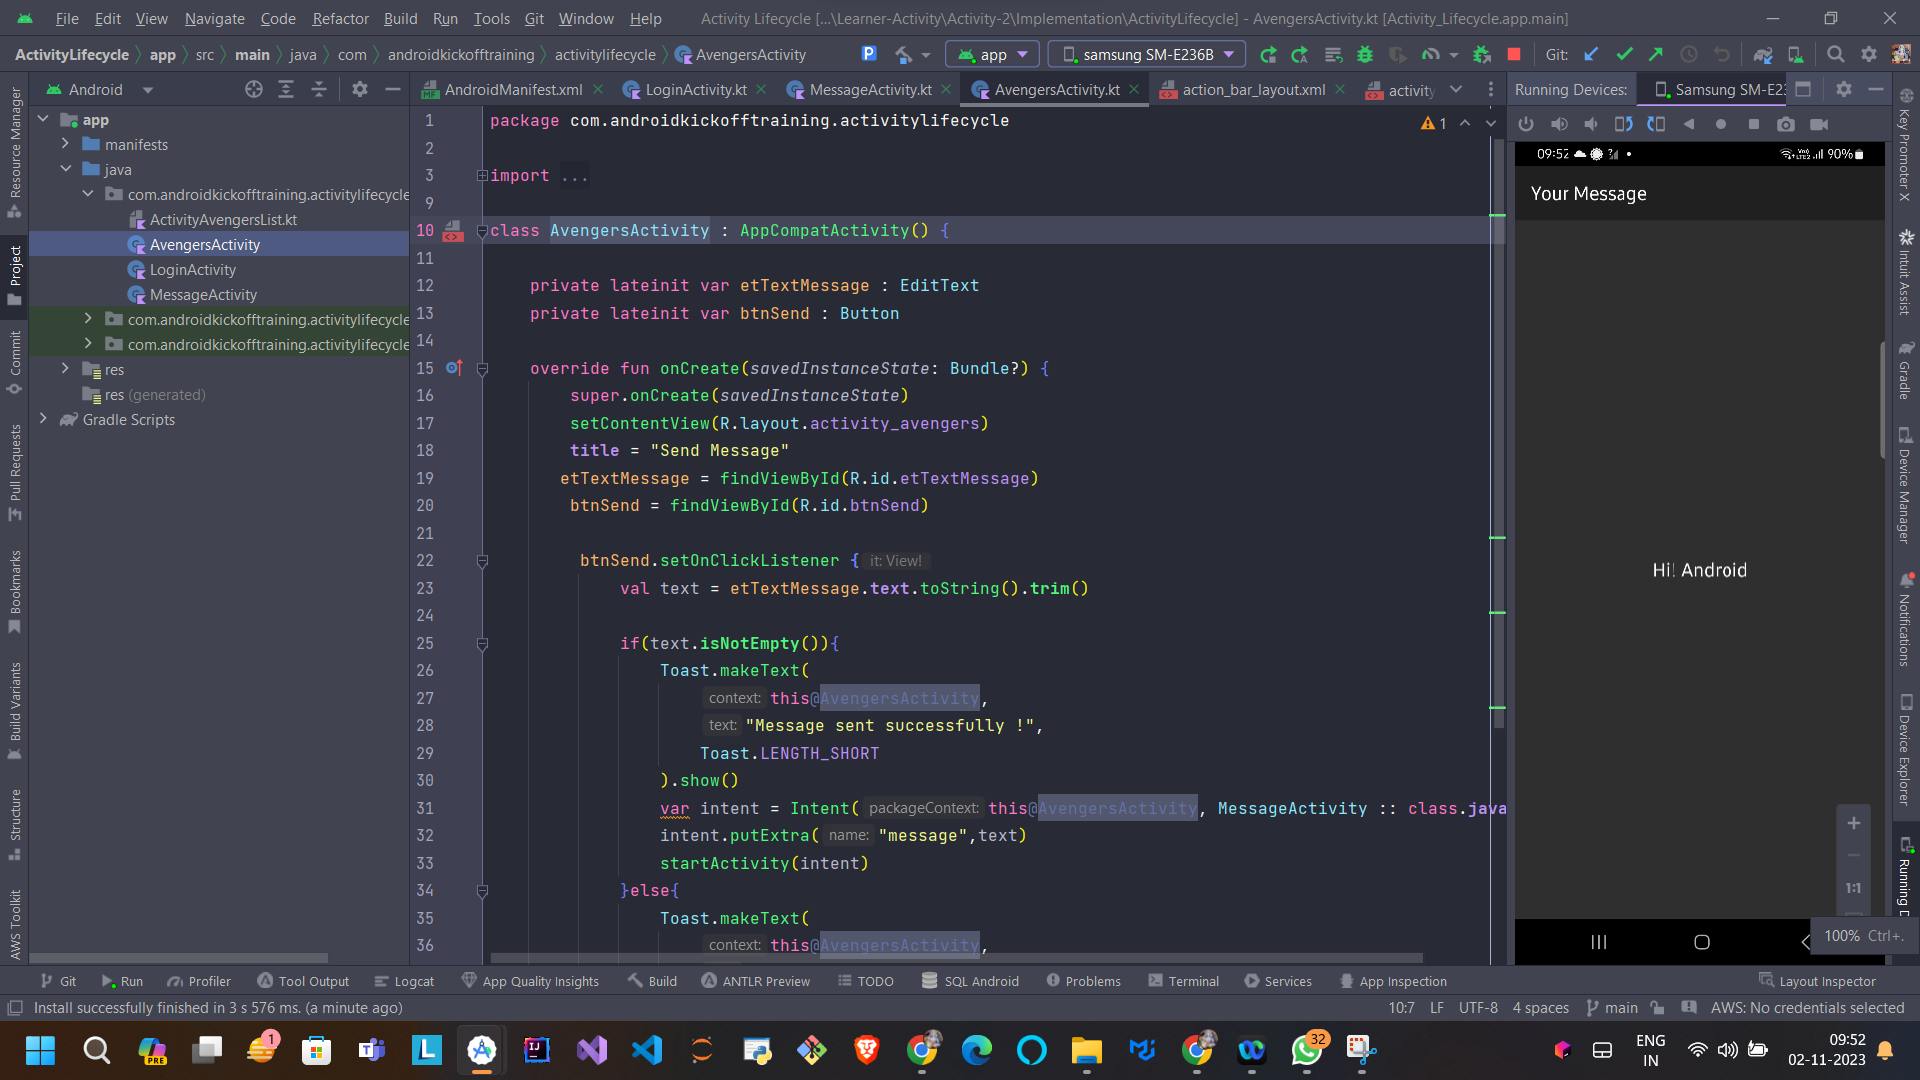 File Edit View Navigate Code Refactor Build Run Tools Git Window Help Activity Lifecycle [...\Learner-Activity\Activity-2\Implementation\ActivityLifecycle] - AvengersActivity.kt [Activity_Lifecycle.app.main]
ActivityLifecycle app src main java com androidkickofftraining activitylifecycle AvengersActivity app samsung SM-E236B Git:
Android
AndroidManifest.xml LoginActivity.kt MessageActivity.kt AvengersActivity.kt action_bar_layout.xml activity
Running Devices: Samsung SM-E23
Resource Manager
Project
Commit
Pull Requests
Bookmarks
Build Variants
Structure
AWS Toolkit
app
manifests
java
com.androidkickofftraining.activitylifecycle
ActivityAvengersList.kt
AvengersActivity
LoginActivity
MessageActivity
com.androidkickofftraining.activitylifecycle
com.androidkickofftraining.activitylifecycle
res
res (generated)
Gradle Scripts
1 package com.androidkickofftraining.activitylifecycle
1
2
3 import ...
9
10 class AvengersActivity : AppCompatActivity() {
11
12 private lateinit var etTextMessage : EditText
13 private lateinit var btnSend : Button
14
15 override fun onCreate(savedInstanceState: Bundle?) {
16 super.onCreate(savedInstanceState)
17 setContentView(R.layout.activity_avengers)
18 title = "Send Message"
19 etTextMessage = findViewById(R.id.etTextMessage)
20 btnSend = findViewById(R.id.btnSend)
21
22 btnSend.setOnClickListener { it: View!
23 val text = etTextMessage.text.toString().trim()
24
25 if(text.isNotEmpty()){
26 Toast.makeText(
27 context: this@AvengersActivity,
28 text: "Message sent successfully !",
29 Toast.LENGTH_SHORT
30 ).show()
31 var intent = Intent( packageContext: this@AvengersActivity, MessageActivity :: class.java
32 intent.putExtra( name: "message",text)
33 startActivity(intent)
34 }else{
35 Toast.makeText(
36 context: this@AvengersActivity,
09:52 90%
Your Message
Hi! Android
1:1
100% Ctrl+.
Key Promoter X
Intuit Assist
Gradle
Device Manager
Notifications
Device Explorer
Running D
Git Run Profiler Tool Output Logcat App Quality Insights Build ANTLR Preview TODO SQL Android Problems Terminal Services App Inspection Layout Inspector
Install successfully finished in 3 s 576 ms. (a minute ago) 10:7 LF UTF-8 4 spaces main AWS: No credentials selected
PRE 1 L 32
ENG
IN
09:52
02-11-2023